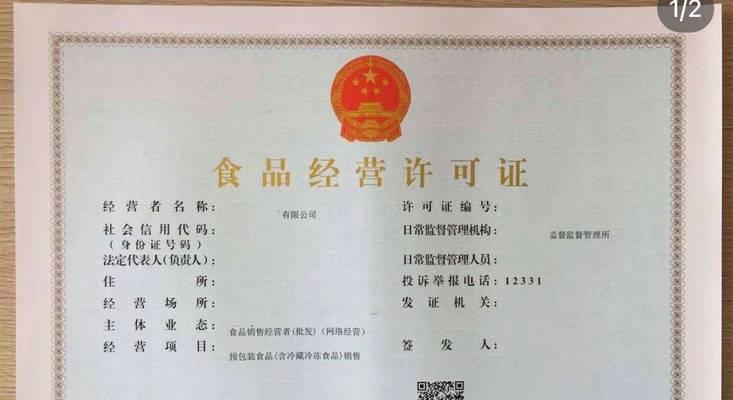 1/2
食品经营许可证
经营者名称：
有限公司
社会信用代码：
（身份证号码）
法定代表人(负责人)：
住所：
经营场所：
主体业态：
食品销售经营者(批发)（网络经营）
经营项目：
预包装食品(含冷藏冷冻食品)销售
许可证编号：
日常监督管理机构：
监督监督管理所
日常监督管理人员：
投诉举报电话：12331
发证机关：
签发人：